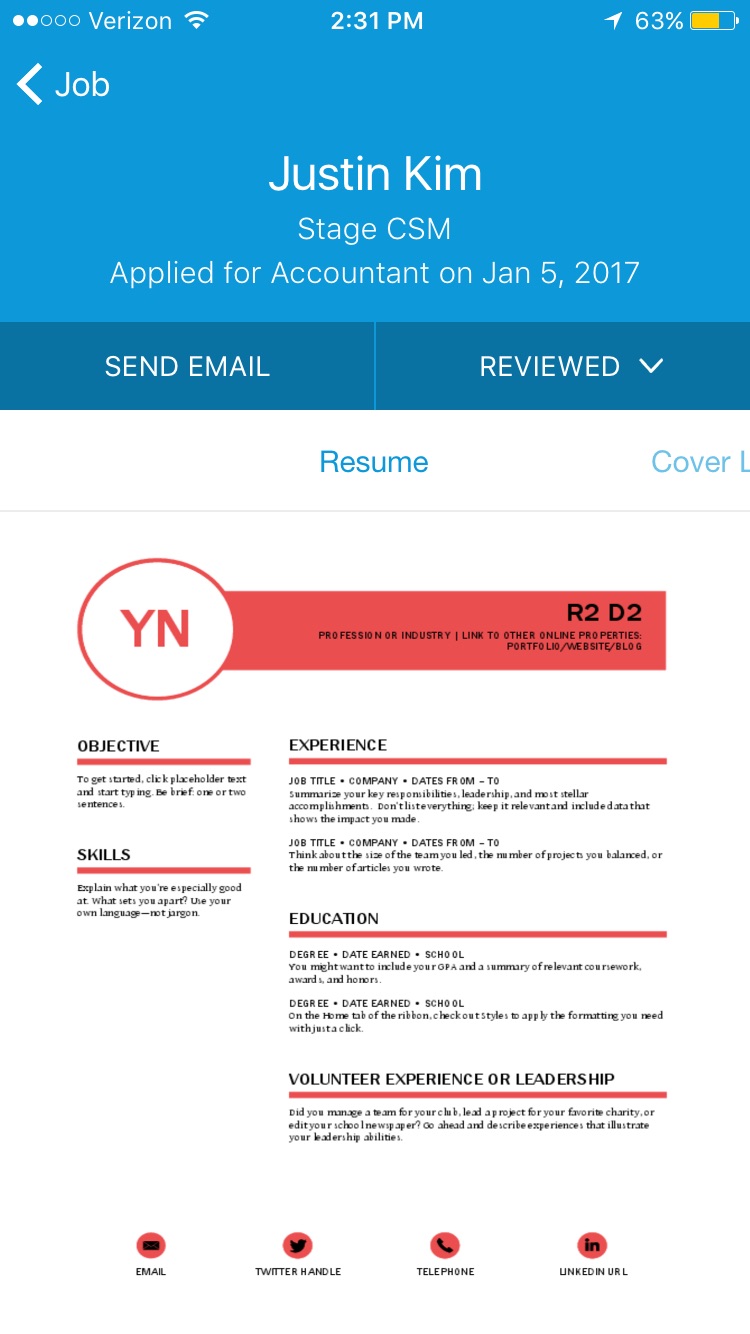 Verizon 2:31 PM 63%
Job
Justin Kim
Stage CSM
Applied for Accountant on Jan 5, 2017
SEND EMAIL REVIEWED
Resume Cover L
YN
R2 D2
PROFESSION OR INDUSTRY | LINK TO OTHER ONLINE PROPERTIES:
PORTFOLIO/WEBSITE/BLOG
OBJECTIVE
To get started, click placeholder text
and start typing. Be brief: one or two
sentences.
SKILLS
Explain what you're especially good
at. What sets you apart? Use your
own language—not jargon.
EXPERIENCE
JOB TITLE • COMPANY • DATES FROM – TO
Summarize your key responsibilities, leadership, and most stellar
accomplishments. Don't list everything; keep it relevant and include data that
shows the impact you made.
JOB TITLE • COMPANY • DATES FROM – TO
Think about the size of the team you led, the number of projects you balanced, or
the number of articles you wrote.
EDUCATION
DEGREE • DATE EARNED • SCHOOL
You might want to include your GPA and a summary of relevant coursework,
awards, and honors.
DEGREE • DATE EARNED • SCHOOL
On the Home tab of the ribbon, check out Styles to apply the formatting you need
with just a click.
VOLUNTEER EXPERIENCE OR LEADERSHIP
Did you manage a team for your club, lead a project for your favorite charity, or
edit your school newspaper? Go ahead and describe experiences that illustrate
your leadership abilities.
in
EMAIL TWITTER HANDLE TELEPHONE LINKEDIN URL